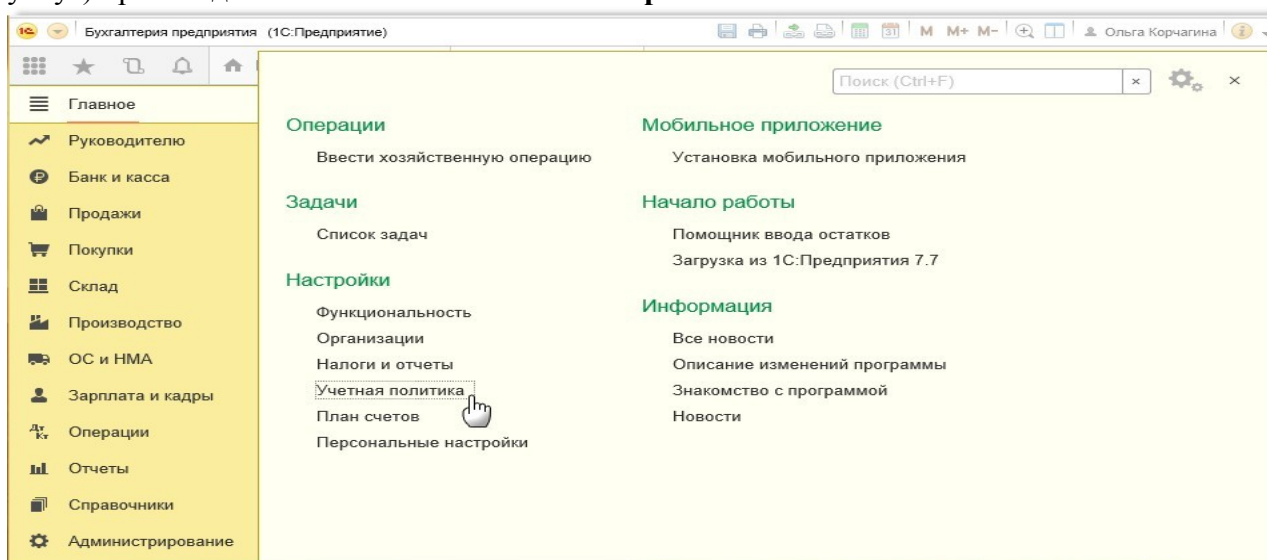 1С Бухгалтерия предприятия (1С:Предприятие) M M+ M- Ольга Корчагина
Поиск (Ctrl+F) ×
Главное
Руководителю
Банк и касса
Продажи
Покупки
Склад
Производство
ОС и НМА
Зарплата и кадры
Дт Кт Операции
Отчеты
Справочники
Администрирование
Операции
Ввести хозяйственную операцию
Задачи
Список задач
Настройки
Функциональность
Организации
Налоги и отчеты
Учетная политика
План счетов
Персональные настройки
Мобильное приложение
Установка мобильного приложения
Начало работы
Помощник ввода остатков
Загрузка из 1С:Предприятия 7.7
Информация
Все новости
Описание изменений программы
Знакомство с программой
Новости